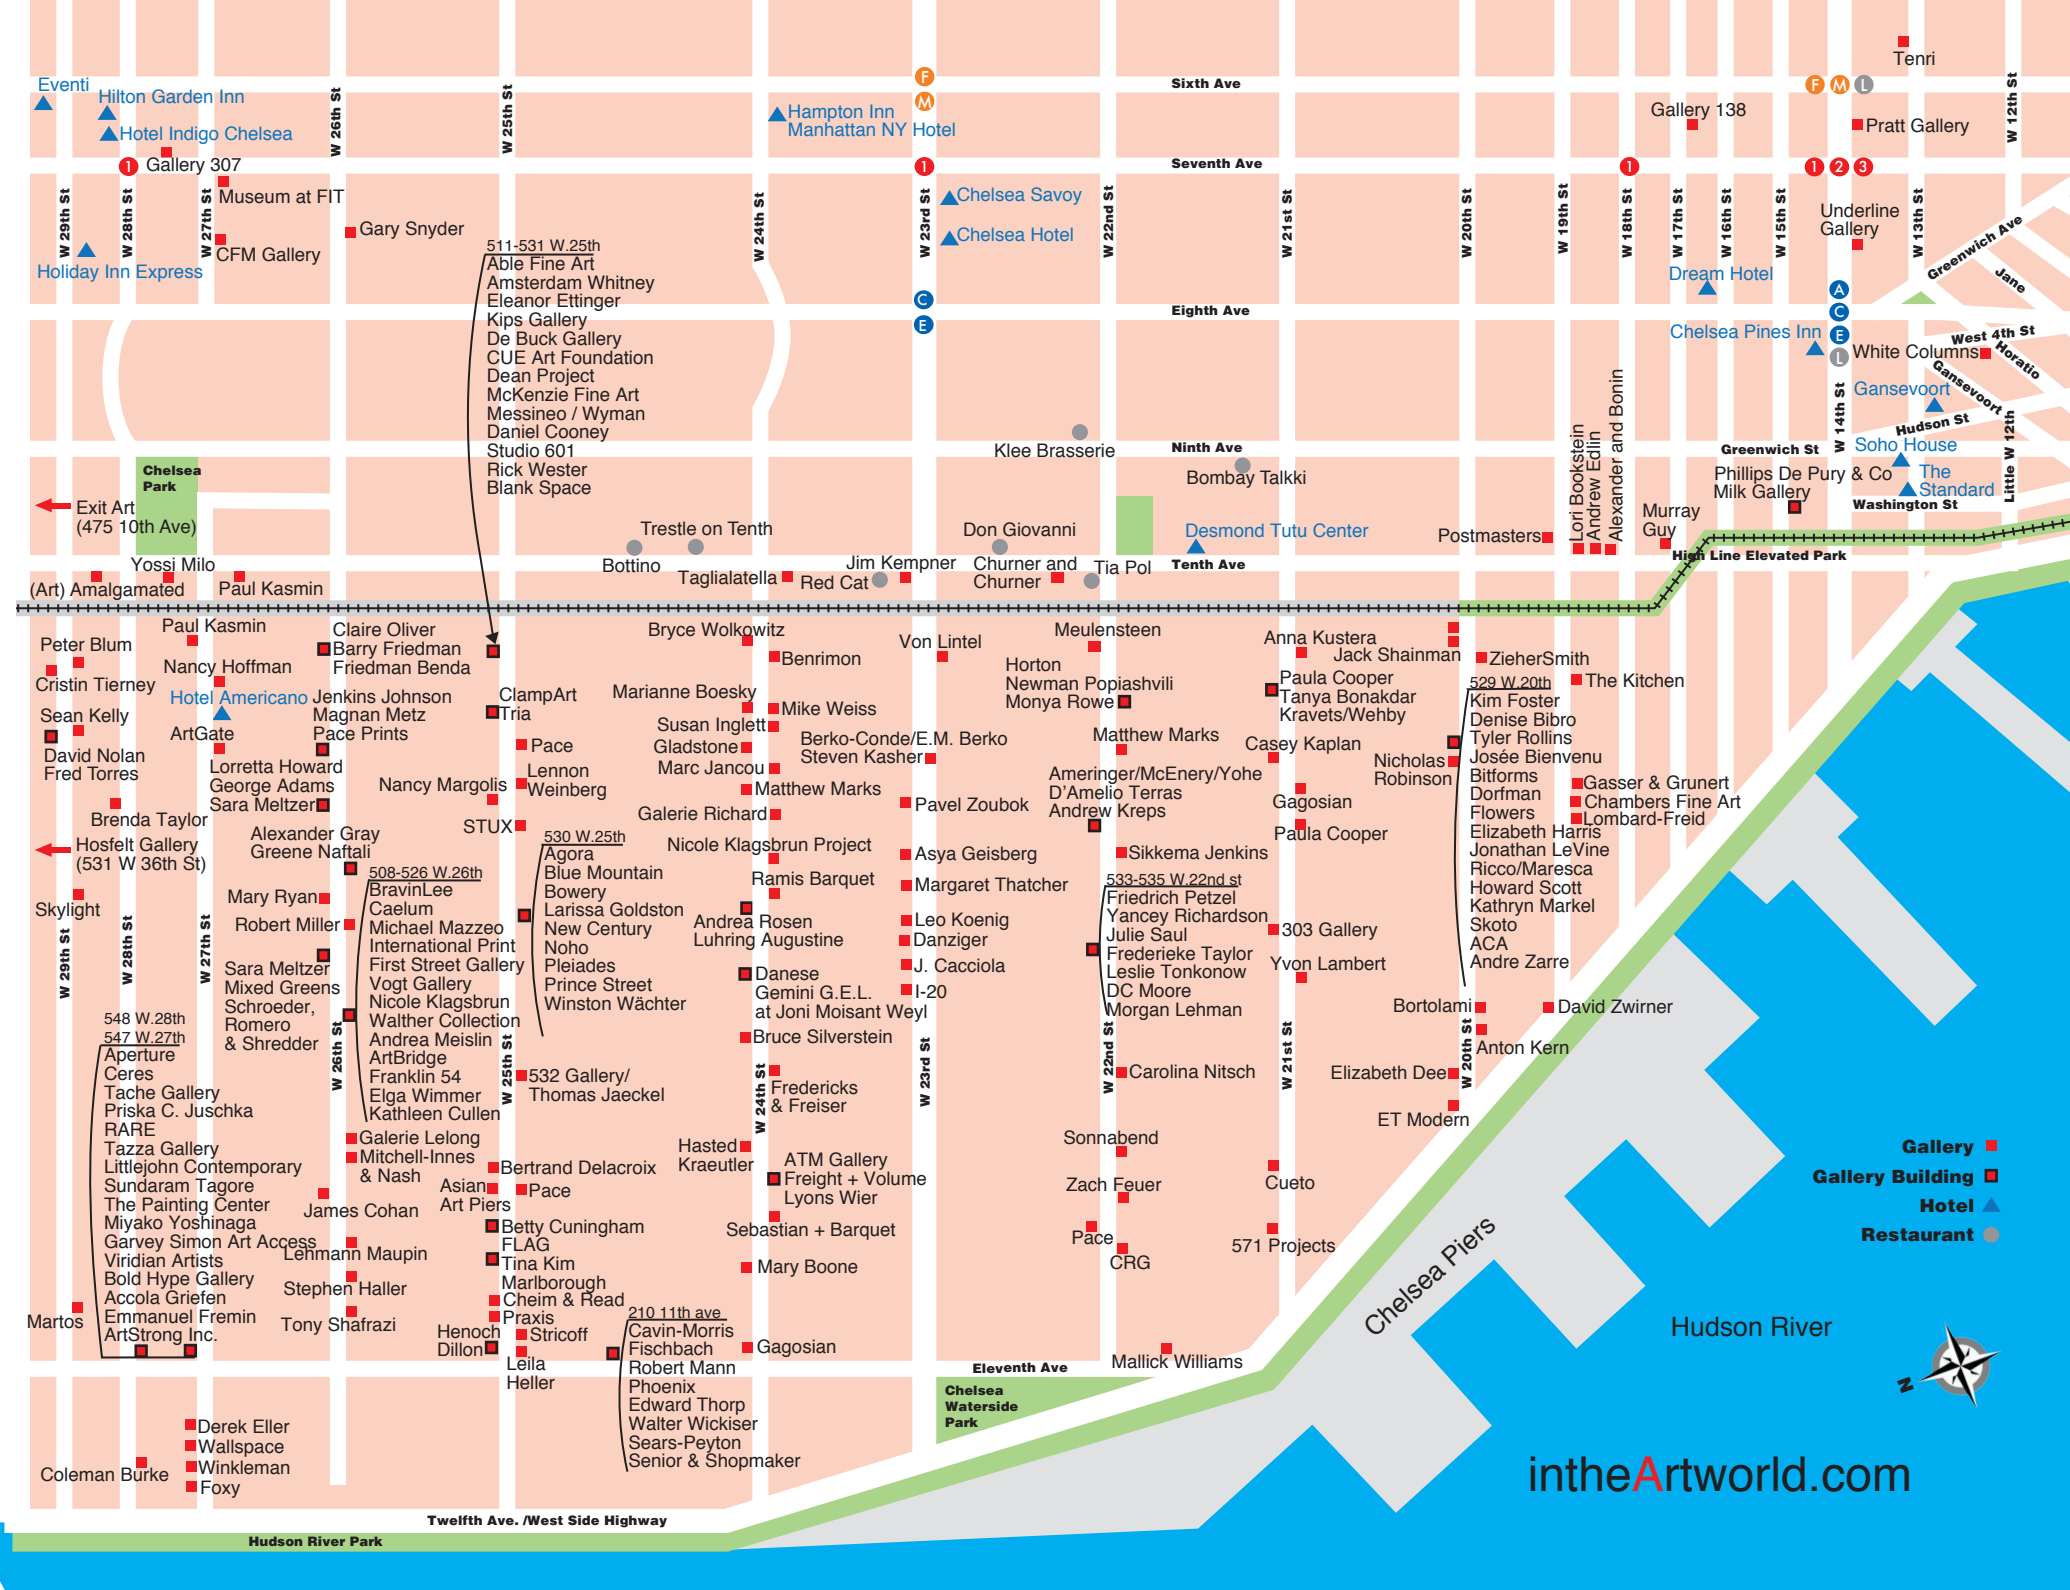 Tenri
Sixth Ave
F
M
F
M
L
Eventi
Hilton Garden Inn
Hotel Indigo Chelsea
Hampton Inn
Manhattan NY Hotel
Gallery 138
Pratt Gallery
W 26th St
W 25th St
W 12th St
1
Gallery 307
1
Seventh Ave
1
1
2
3
Museum at FIT
Gary Snyder
CFM Gallery
Holiday Inn Express
Chelsea Savoy
Chelsea Hotel
Underline
Gallery
W 29th St
W 28th St
W 27th St
W 24th St
W 23rd St
W 22nd St
W 21st St
W 20th St
W 19th St
W 18th St
W 17th St
W 16th St
W 15th St
W 13th St
Greenwich Ave
Jane
Dream Hotel
511-531 W.25th
Able Fine Art
Amsterdam Whitney
Eleanor Ettinger
Kips Gallery
De Buck Gallery
CUE Art Foundation
Dean Project
McKenzie Fine Art
Messineo / Wyman
Daniel Cooney
Studio 601
Rick Wester
Blank Space
C
E
Eighth Ave
A
C
E
L
Chelsea Pines Inn
White Columns
West 4th St
Horatio
Gansevoort
Gansevoort
Hudson St
W 14th St
Little W 12th
Soho House
The
Standard
Washington St
Klee Brasserie
Ninth Ave
Greenwich St
Bombay Talkki
Phillips De Pury & Co
Milk Gallery
Lori Bookstein
Andrew Edlin
Alexander and Bonin
Murray
Guy
Postmasters
Chelsea
Park
Exit Art
(475 10th Ave)
Trestle on Tenth
Bottino
Don Giovanni
Desmond Tutu Center
High Line Elevated Park
Tenth Ave
Yossi Milo
(Art) Amalgamated
Paul Kasmin
Taglialatella
Jim Kempner
Red Cat
Churner and
Churner
Tia Pol
Peter Blum
Cristin Tierney
Sean Kelly
David Nolan
Fred Torres
Brenda Taylor
Hosfelt Gallery
(531 W 36th St)
Skylight
Paul Kasmin
Nancy Hoffman
Hotel Americano
ArtGate
Claire Oliver
Barry Friedman
Friedman Benda
Jenkins Johnson
Magnan Metz
Pace Prints
Lorretta Howard
George Adams
Sara Meltzer
Alexander Gray
Greene Naftali
Mary Ryan
Robert Miller
Sara Meltzer
Mixed Greens
Schroeder,
Romero
& Shredder
508-526 W.26th
BravinLee
Caelum
Michael Mazzeo
International Print
First Street Gallery
Vogt Gallery
Nicole Klagsbrun
Walther Collection
Andrea Meislin
ArtBridge
Franklin 54
Elga Wimmer
Kathleen Cullen
Galerie Lelong
Mitchell-Innes
& Nash
James Cohan
Lehmann Maupin
Stephen Haller
Tony Shafrazi
ClampArt
Tria
Pace
Lennon
Weinberg
Nancy Margolis
STUX
530 W.25th
Agora
Blue Mountain
Bowery
Larissa Goldston
New Century
Noho
Pleiades
Prince Street
Winston Wächter
532 Gallery/
Thomas Jaeckel
Bertrand Delacroix
Asian
Art Piers
Pace
Betty Cuningham
FLAG
Tina Kim
Marlborough
Cheim & Read
Praxis
Stricoff
Henoch
Dillon
Leila
Heller
210 11th ave
Cavin-Morris
Fischbach
Robert Mann
Phoenix
Edward Thorp
Walter Wickiser
Sears-Peyton
Senior & Shopmaker
Bryce Wolkowitz
Benrimon
Marianne Boesky
Mike Weiss
Susan Inglett
Gladstone
Marc Jancou
Matthew Marks
Galerie Richard
Nicole Klagsbrun Project
Ramis Barquet
Andrea Rosen
Luhring Augustine
Danese
Gemini G.E.L.
at Joni Moisant Weyl
Bruce Silverstein
Fredericks
& Freiser
Hasted
Kraeutler
ATM Gallery
Freight + Volume
Lyons Wier
Sebastian + Barquet
Mary Boone
Gagosian
Von Lintel
Berko-Conde/E.M. Berko
Steven Kasher
Pavel Zoubok
Asya Geisberg
Margaret Thatcher
Leo Koenig
Danziger
J. Cacciola
I-20
Meulensteen
Horton
Newman Popiashvili
Monya Rowe
Matthew Marks
Ameringer/McEnery/Yohe
D'Amelio Terras
Andrew Kreps
Sikkema Jenkins
533-535 W.22nd st
Friedrich Petzel
Yancey Richardson
Julie Saul
Frederieke Taylor
Leslie Tonkonow
DC Moore
Morgan Lehman
Carolina Nitsch
Sonnabend
Zach Feuer
Pace
CRG
Mallick Williams
Anna Kustera
Jack Shainman
Paula Cooper
Tanya Bonakdar
Kravets/Wehby
Casey Kaplan
Gagosian
Paula Cooper
303 Gallery
Yvon Lambert
Cueto
571 Projects
Nicholas
Robinson
ZieherSmith
529 W.20th
Kim Foster
Denise Bibro
Tyler Rollins
Josée Bienvenu
Bitforms
Dorfman
Flowers
Elizabeth Harris
Jonathan LeVine
Ricco/Maresca
Howard Scott
Kathryn Markel
Skoto
ACA
Andre Zarre
Bortolami
Anton Kern
Elizabeth Dee
ET Modern
The Kitchen
Gasser & Grunert
Chambers Fine Art
Lombard-Freid
David Zwirner
W 29th St
W 28th St
W 27th St
W 26th St
W 25th St
W 24th St
W 23rd St
W 22nd St
W 21st St
W 20th St
548 W.28th
547 W.27th
Aperture
Ceres
Tache Gallery
Priska C. Juschka
RARE
Tazza Gallery
Littlejohn Contemporary
Sundaram Tagore
The Painting Center
Miyako Yoshinaga
Garvey Simon Art Access
Viridian Artists
Bold Hype Gallery
Accola Griefen
Emmanuel Fremin
ArtStrong Inc.
Martos
Eleventh Ave
Chelsea
Waterside
Park
Derek Eller
Wallspace
Winkleman
Foxy
Coleman Burke
Twelfth Ave. /West Side Highway
Hudson River Park
Chelsea Piers
Gallery
Gallery Building
Hotel
Restaurant
Hudson River
N
intheArtworld.com